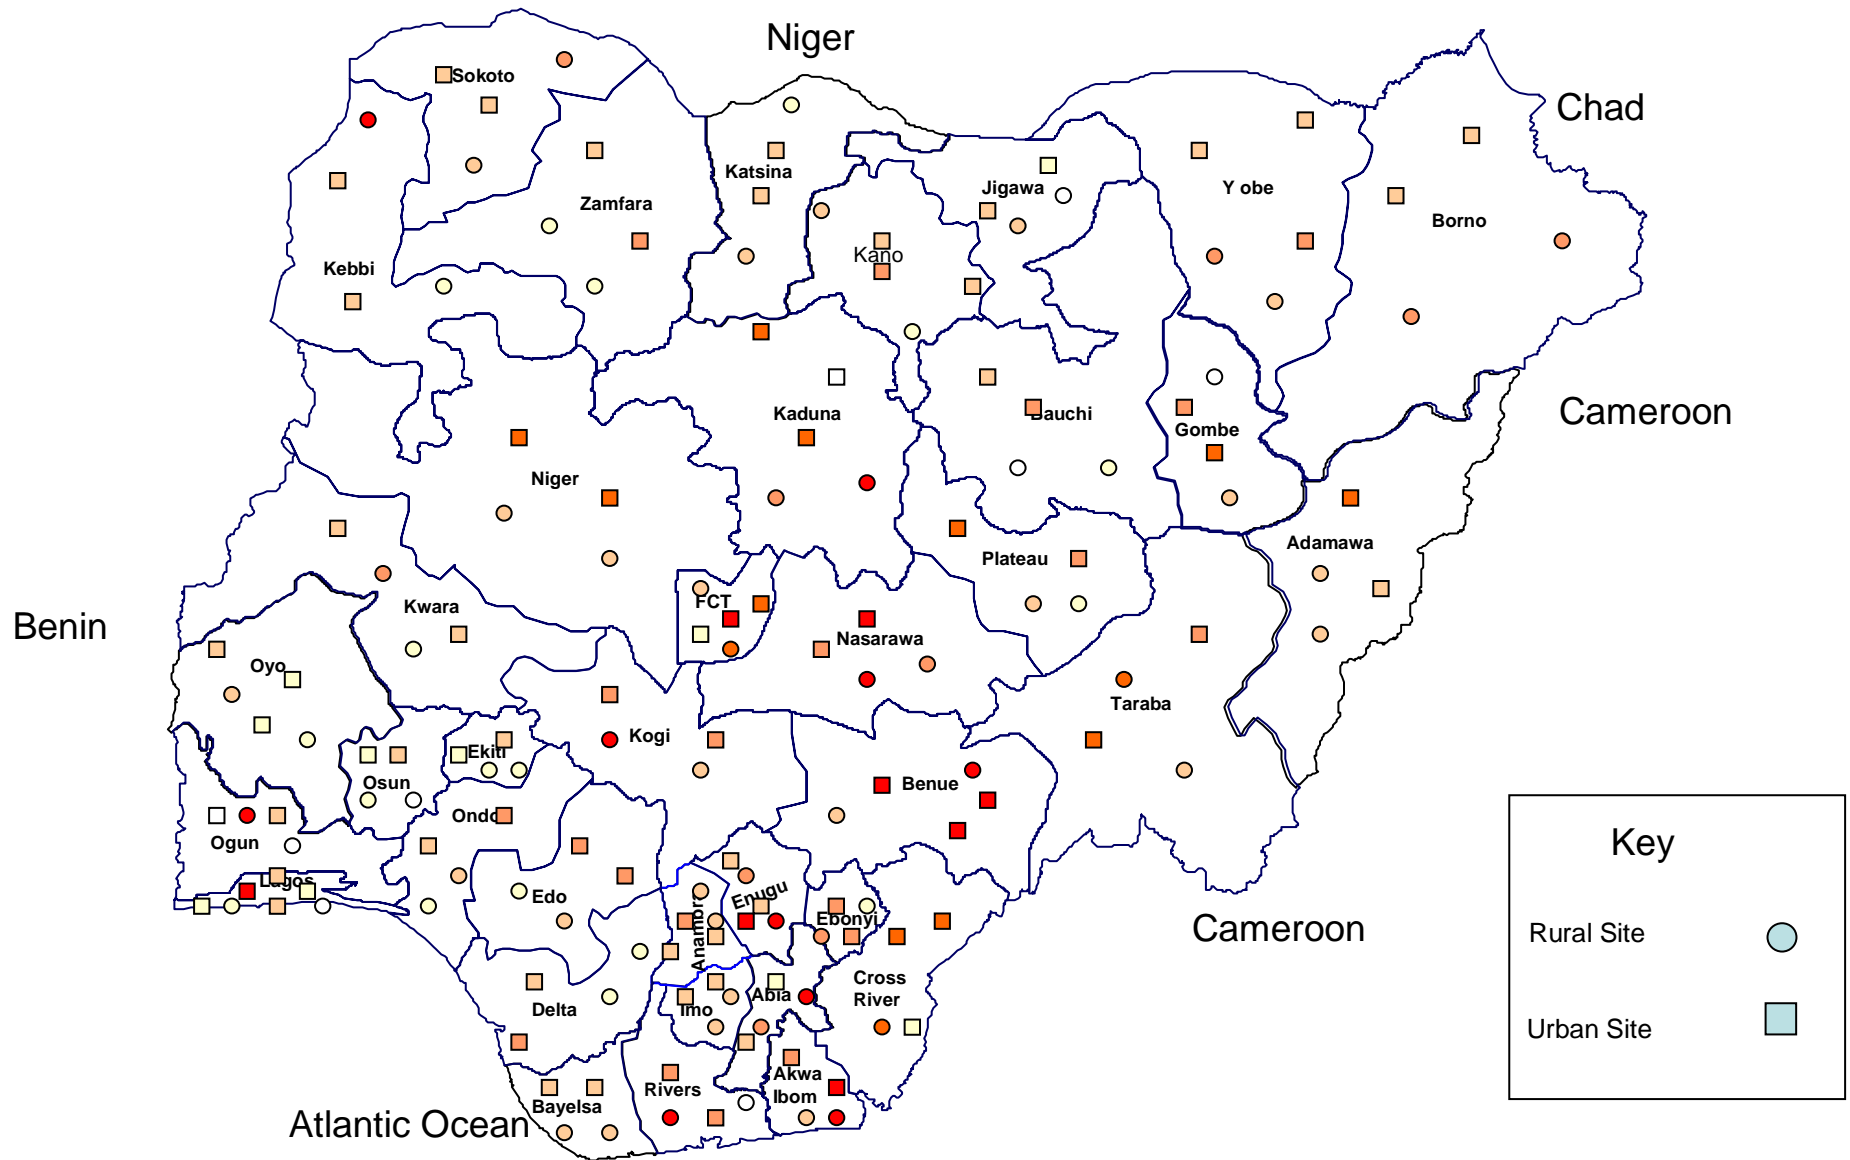 Niger
Sokoto
Chad
Katsina
Jigawa
Y obe
Zamfara
Borno
Kano
Kebbi
Cameroon
Kaduna
Bauchi
Gombe
Niger
Adamawa
Plateau
FCT
Kwara
Benin
Nasarawa
Oyo
Taraba
Kogi
Ekiti
Osun
Benue
Ondo
Ogun
Key
Lagos
Edo
Enugu
Ebonyi
Anambra
Cameroon
Rural Site
Cross
River
Abia
Imo
Delta
Urban Site
Akwa
Ibom
Rivers
Bayelsa
Atlantic Ocean